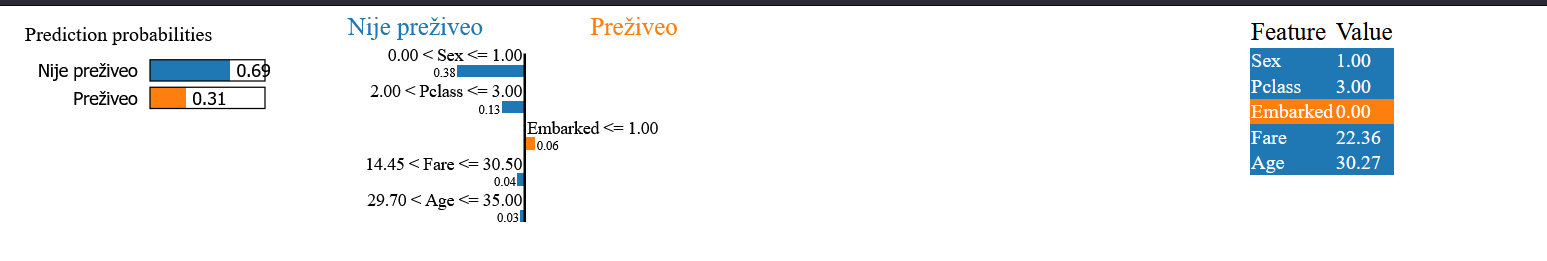 Prediction probabilities
Nije preživeo 0.69
Preživeo 0.31
Nije preživeo Preživeo
0.00 < Sex <= 1.00
0.38
2.00 < Pclass <= 3.00
0.13
Embarked <= 1.00
0.06
14.45 < Fare <= 30.50
0.04
29.70 < Age <= 35.00
0.03
Feature Value
Sex 1.00
Pclass 3.00
Embarked 0.00
Fare 22.36
Age 30.27